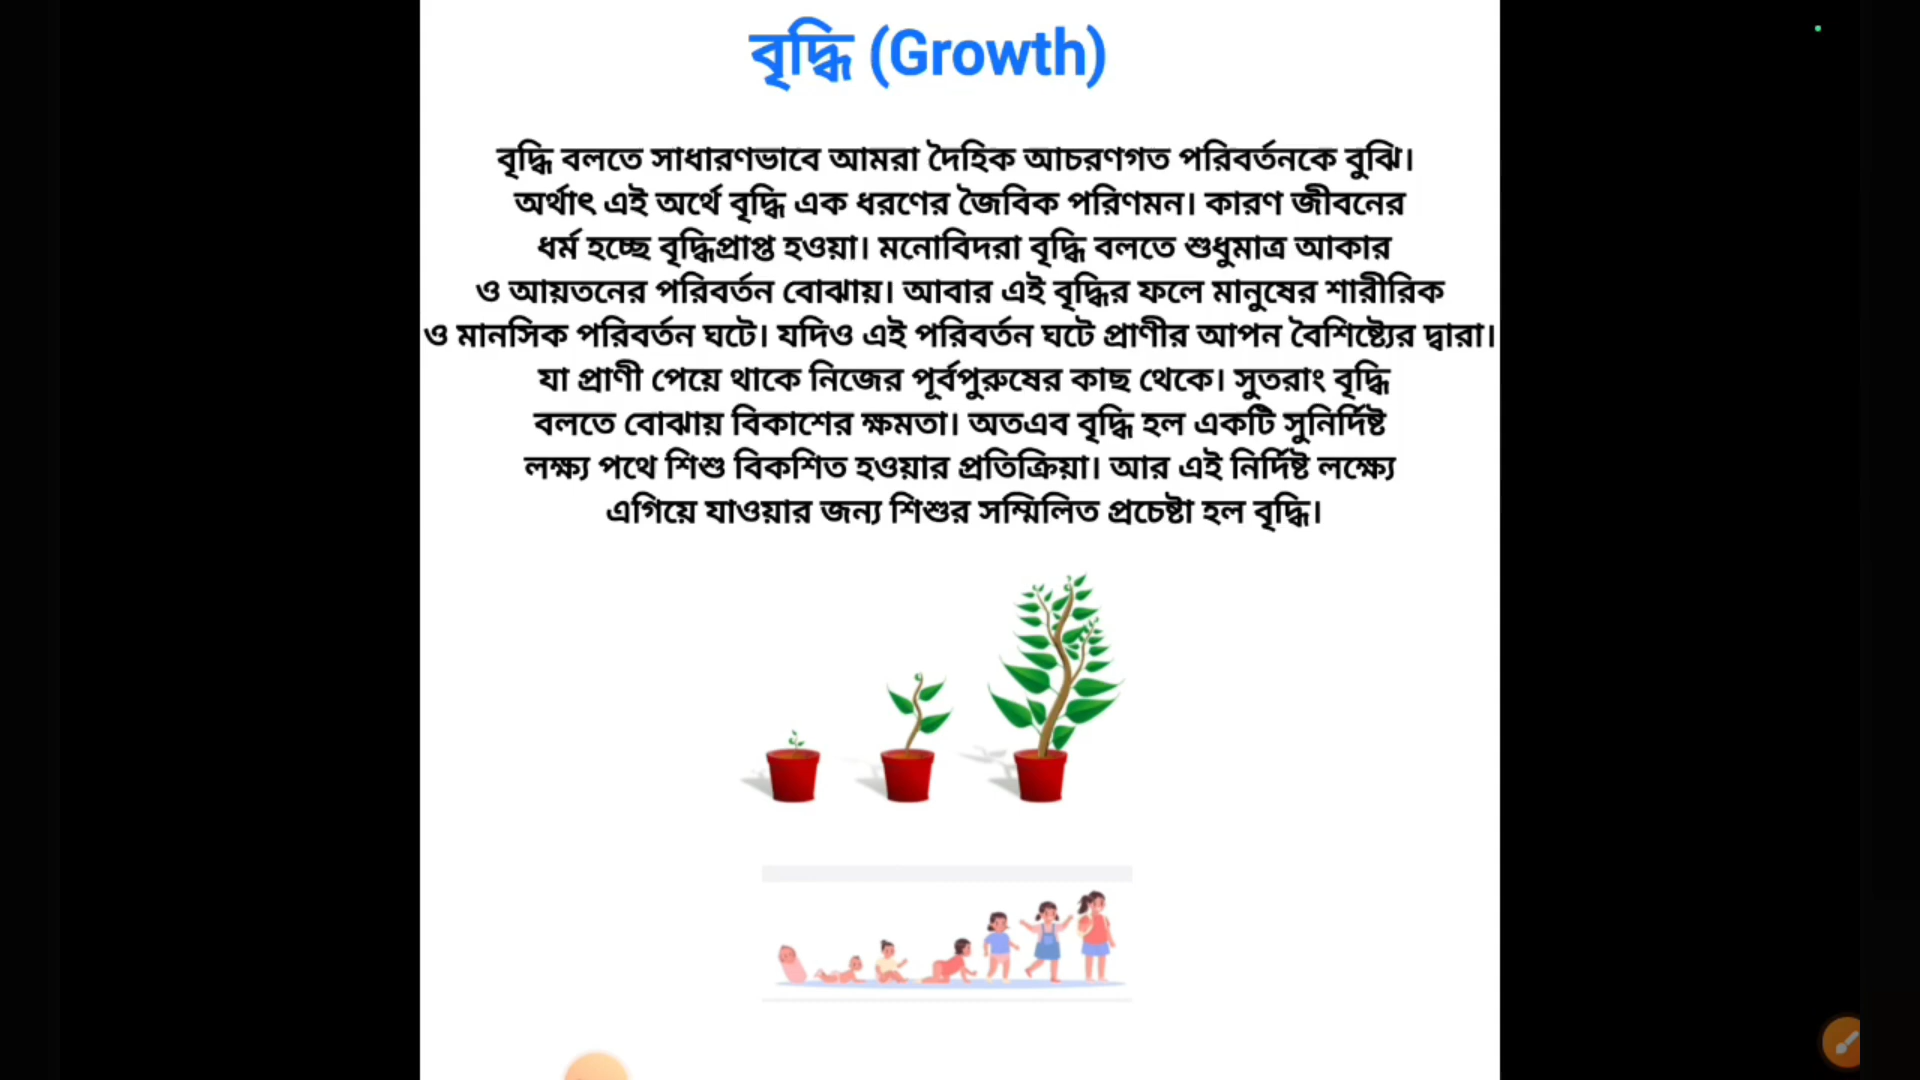 বৃদ্ধি (Growth)
বৃদ্ধি বলতে সাধারণভাবে আমরা দৈহিক আচরণগত পরিবর্তনকে বুঝি।
অর্থাৎ এই অর্থে বৃদ্ধি এক ধরণের জৈবিক পরিণমন। কারণ জীবনের
ধর্ম হচ্ছে বৃদ্ধিপ্রাপ্ত হওয়া। মনোবিদরা বৃদ্ধি বলতে শুধুমাত্র আকার
ও আয়তনের পরিবর্তন বোঝায়। আবার এই বৃদ্ধির ফলে মানুষের শারীরিক
ও মানসিক পরিবর্তন ঘটে। যদিও এই পরিবর্তন ঘটে প্রাণীর আপন বৈশিষ্ট্যের দ্বারা।
যা প্রাণী পেয়ে থাকে নিজের পূর্বপুরুষের কাছ থেকে। সুতরাং বৃদ্ধি
বলতে বোঝায় বিকাশের ক্ষমতা। অতএব বৃদ্ধি হল একটি সুনির্দিষ্ট
লক্ষ্য পথে শিশু বিকশিত হওয়ার প্রতিক্রিয়া। আর এই নির্দিষ্ট লক্ষ্যে
এগিয়ে যাওয়ার জন্য শিশুর সম্মিলিত প্রচেষ্টা হল বৃদ্ধি।